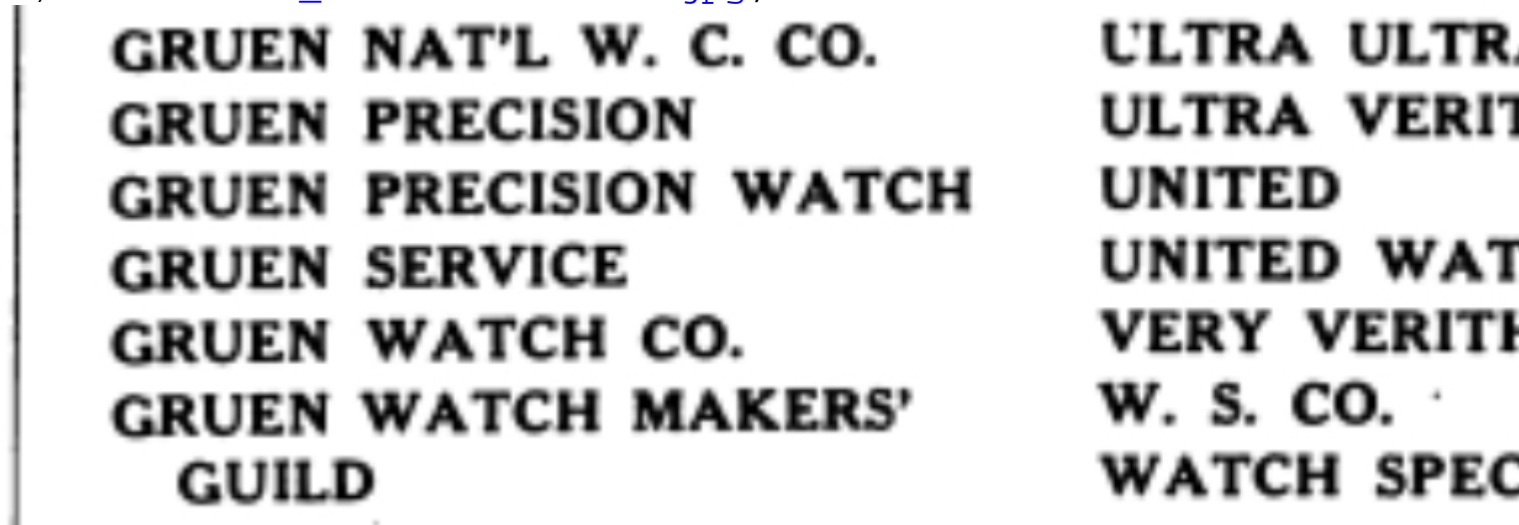 GRUEN NAT'L W. C. CO.
GRUEN PRECISION
GRUEN PRECISION WATCH
GRUEN SERVICE
GRUEN WATCH CO.
GRUEN WATCH MAKERS'
GUILD
ULTRA
ULTRA
UNITED
UNITED
VERY
W. S. CO.
WATCH